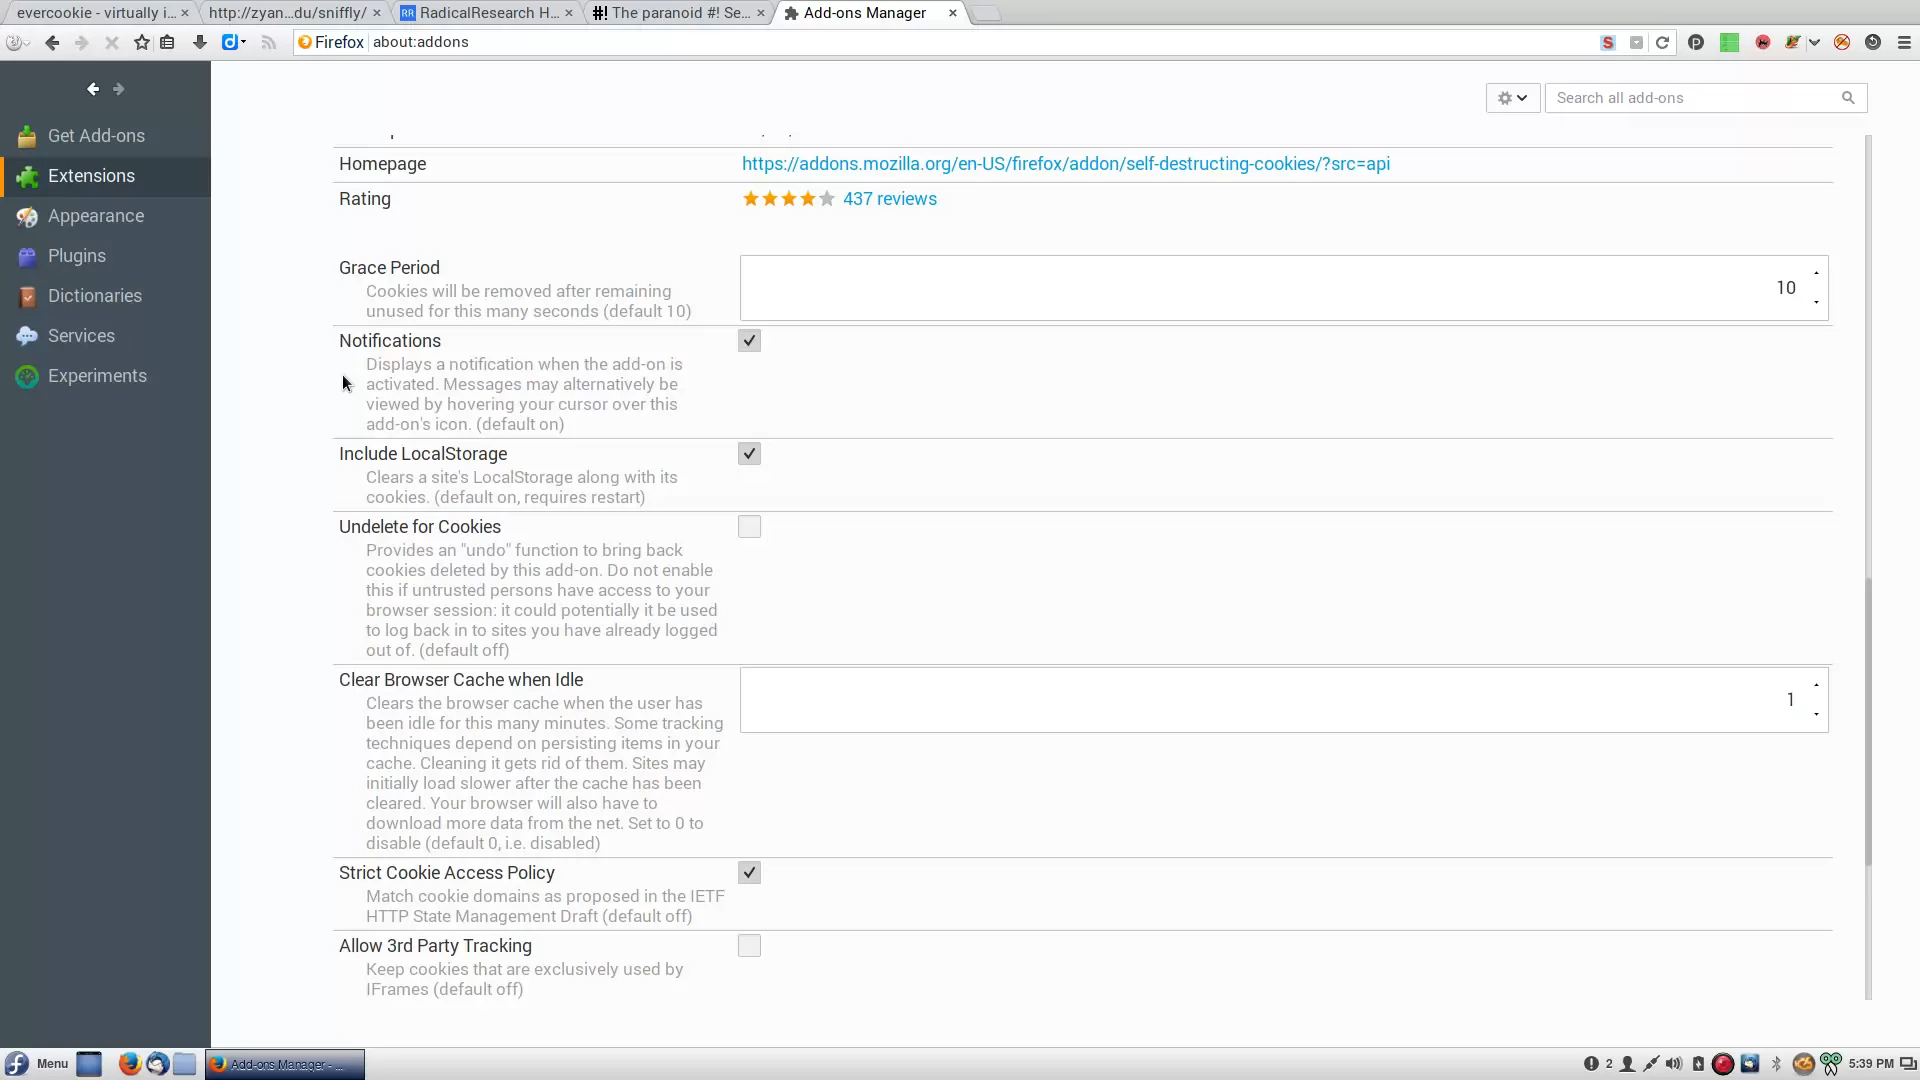 evercookie - virtually i...
http://zyan...du/sniffly/
RR RadicalResearch H...
#! The paranoid #! Se...
Add-ons Manager
Firefox about:addons
Search all add-ons
Get Add-ons
Extensions
Appearance
Plugins
Dictionaries
Services
Experiments
Homepage
https://addons.mozilla.org/en-US/firefox/addon/self-destructing-cookies/?src=api
Rating
437 reviews
Grace Period
10
Cookies will be removed after remaining
unused for this many seconds (default 10)
Notifications
Displays a notification when the add-on is
activated. Messages may alternatively be
viewed by hovering your cursor over this
add-on's icon. (default on)
Include LocalStorage
Clears a site's LocalStorage along with its
cookies. (default on, requires restart)
Undelete for Cookies
Provides an "undo" function to bring back
cookies deleted by this add-on. Do not enable
this if untrusted persons have access to your
browser session: it could potentially it be used
to log back in to sites you have already logged
out of. (default off)
Clear Browser Cache when Idle
1
Clears the browser cache when the user has
been idle for this many minutes. Some tracking
techniques depend on persisting items in your
cache. Cleaning it gets rid of them. Sites may
initially load slower after the cache has been
cleared. Your browser will also have to
download more data from the net. Set to 0 to
disable (default 0, i.e. disabled)
Strict Cookie Access Policy
Match cookie domains as proposed in the IETF
HTTP State Management Draft (default off)
Allow 3rd Party Tracking
Keep cookies that are exclusively used by
IFrames (default off)
Menu
Add-ons Manager - ...
2
5:39 PM